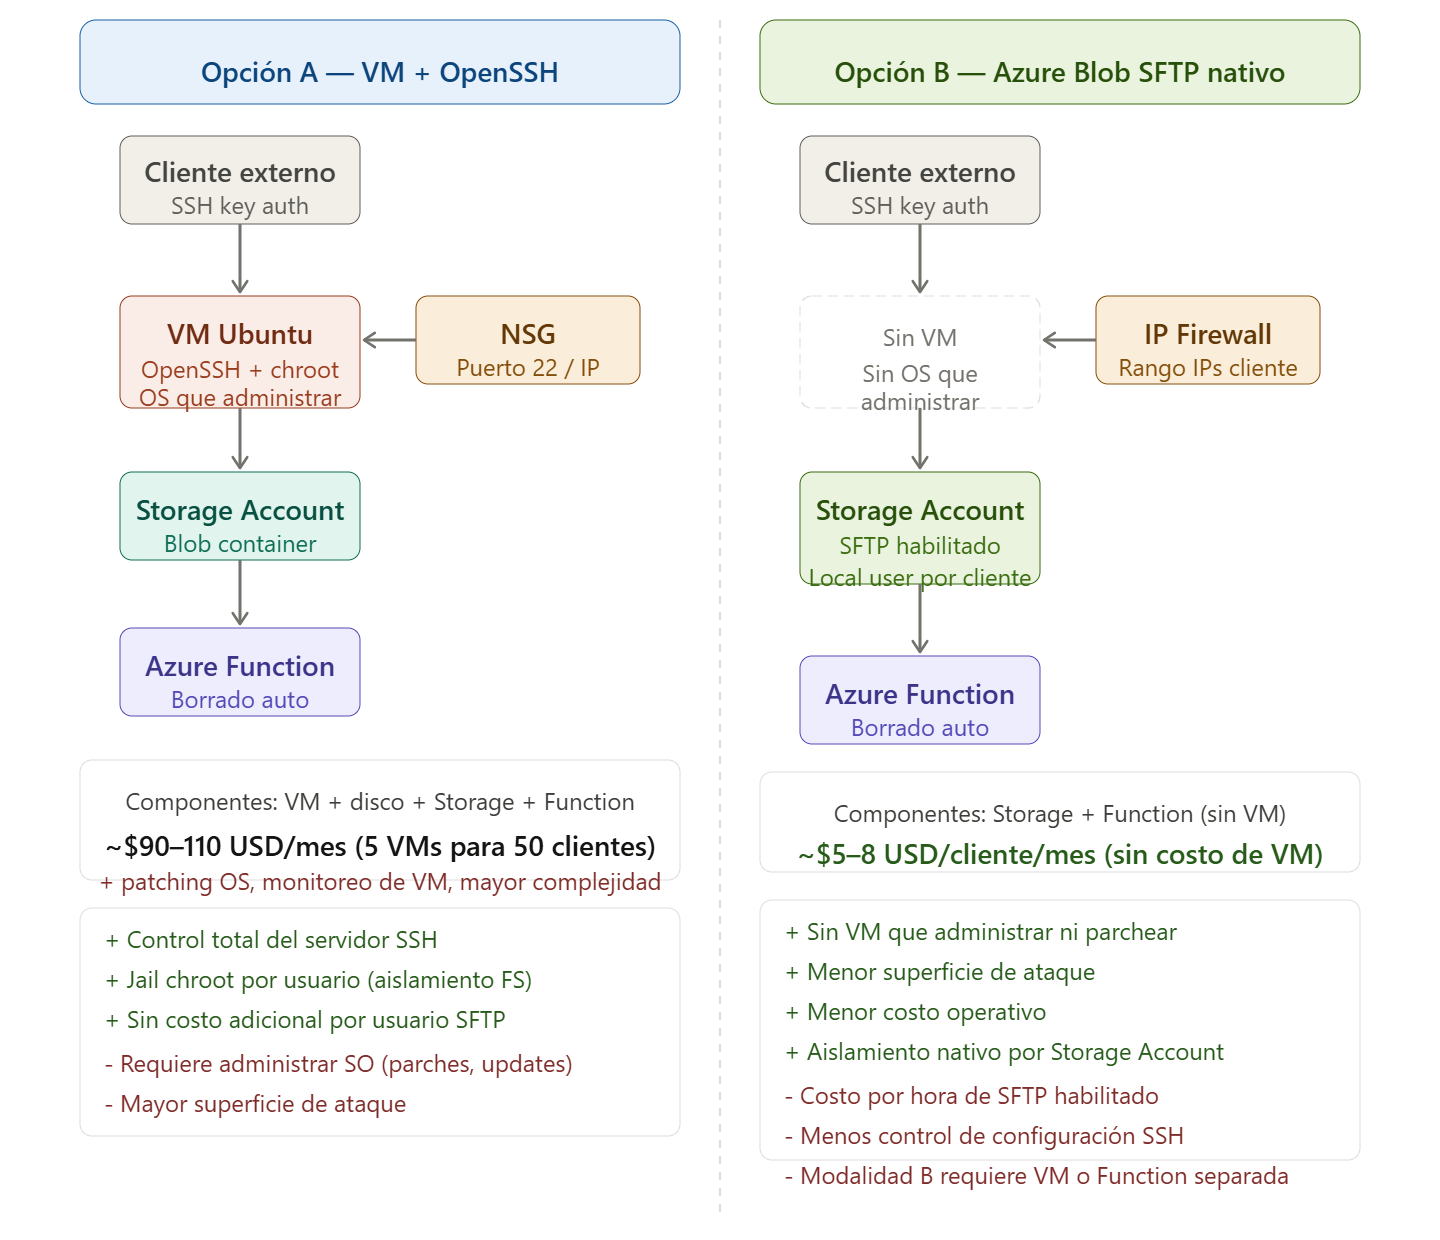 Opción A — VM + OpenSSH
Cliente externo
SSH key auth
VM Ubuntu
OpenSSH + chroot
OS que administrar
NSG
Puerto 22 / IP
Storage Account
Blob container
Azure Function
Borrado auto
Componentes: VM + disco + Storage + Function
~$90–110 USD/mes (5 VMs para 50 clientes)
+ patching OS, monitoreo de VM, mayor complejidad
+ Control total del servidor SSH
+ Jail chroot por usuario (aislamiento FS)
+ Sin costo adicional por usuario SFTP
- Requiere administrar SO (parches, updates)
- Mayor superficie de ataque
Opción B — Azure Blob SFTP nativo
Cliente externo
SSH key auth
Sin VM
Sin OS que
administrar
IP Firewall
Rango IPs cliente
Storage Account
SFTP habilitado
Local user por cliente
Azure Function
Borrado auto
Componentes: Storage + Function (sin VM)
~$5–8 USD/cliente/mes (sin costo de VM)
+ Sin VM que administrar ni parchear
+ Menor superficie de ataque
+ Menor costo operativo
+ Aislamiento nativo por Storage Account
- Costo por hora de SFTP habilitado
- Menos control de configuración SSH
- Modalidad B requiere VM o Function separada